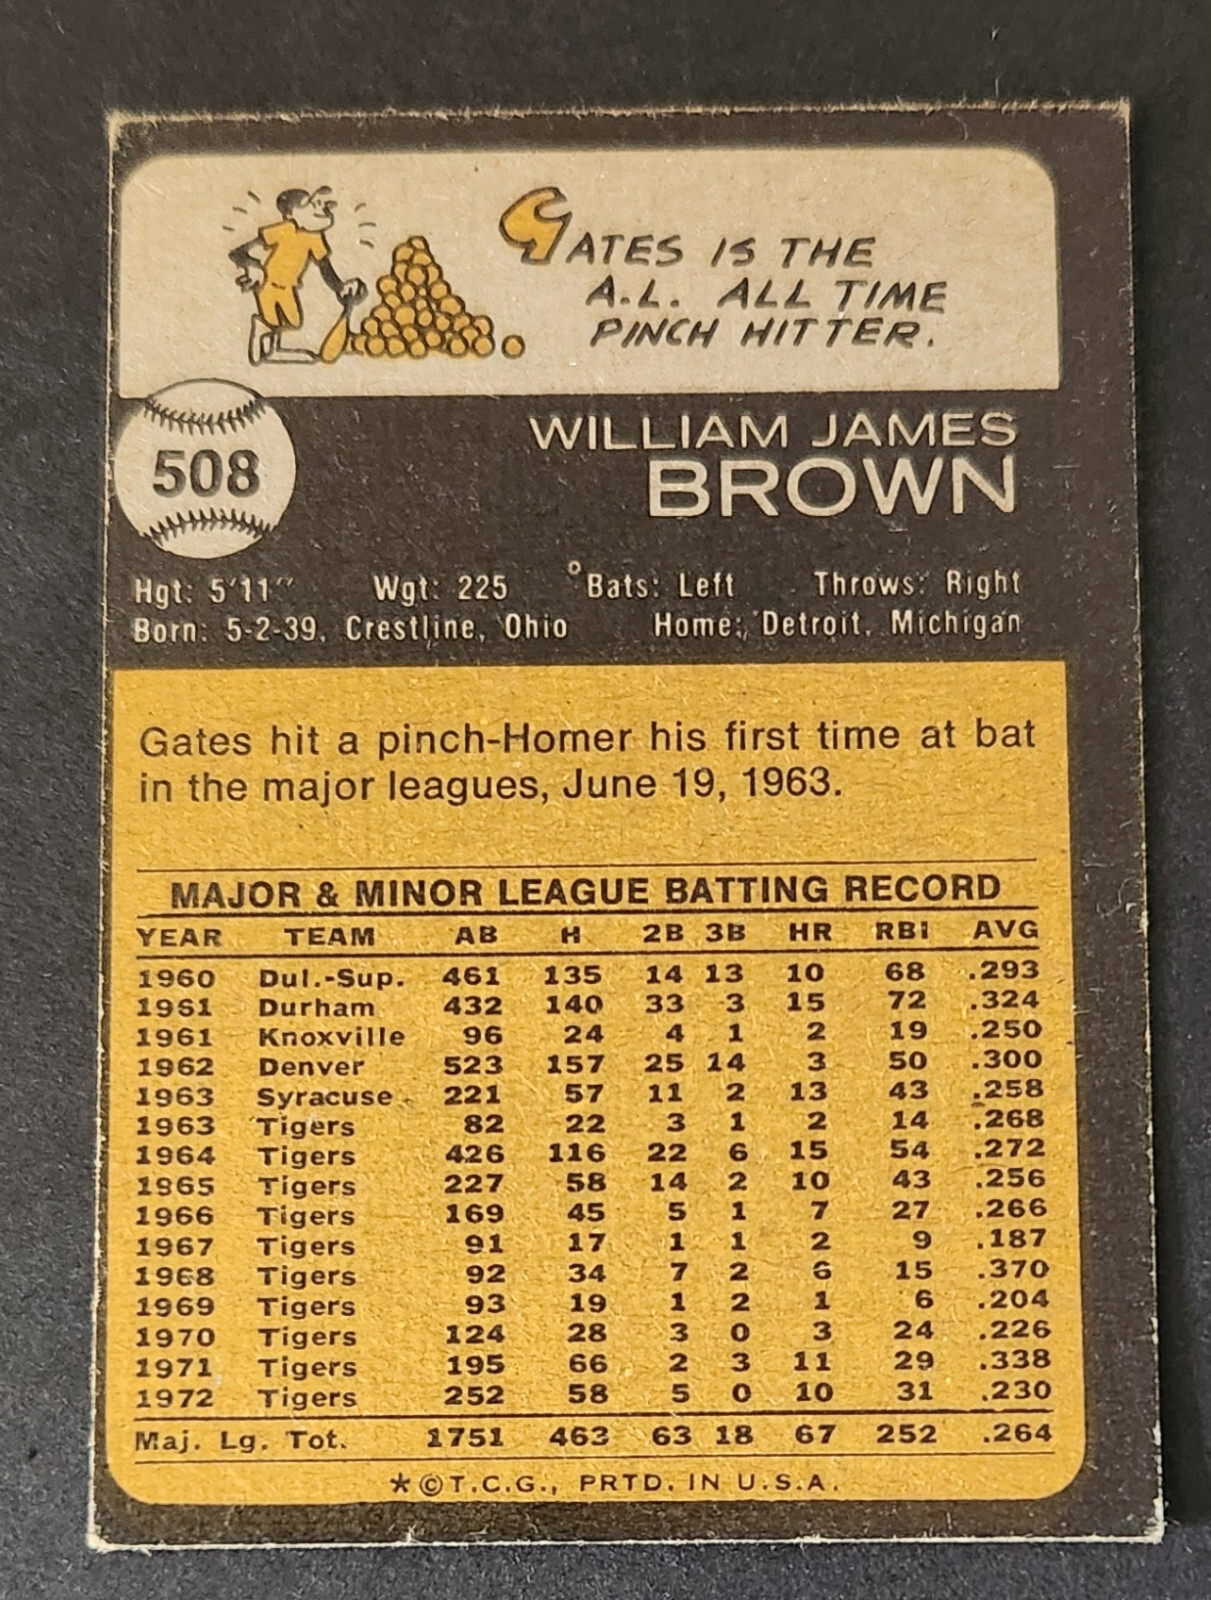 GATES IS THE
A.L. ALL TIME
PINCH HITTER.
508
WILLIAM JAMES
BROWN
Hgt: 5'11" Wgt: 225 Bats: Left Throws: Right
Born: 5-2-39, Crestline, Ohio Home: Detroit, Michigan
Gates hit a pinch-Homer his first time at bat
in the major leagues, June 19, 1963.
MAJOR & MINOR LEAGUE BATTING RECORD
YEAR TEAM AB H 2B 3B HR RBI AVG
1960 Dul.-Sup. 461 135 14 13 10 68 .293
1961 Durham 432 140 33 3 15 72 .324
1961 Knoxville 96 24 4 1 2 19 .250
1962 Denver 523 157 25 14 3 50 .300
1963 Syracuse 221 57 11 2 13 43 .258
1963 Tigers 82 22 3 1 2 14 .268
1964 Tigers 426 116 22 6 15 54 .272
1965 Tigers 227 58 14 2 10 43 .256
1966 Tigers 169 45 5 1 7 27 .266
1967 Tigers 91 17 1 1 2 9 .187
1968 Tigers 92 34 7 2 6 15 .370
1969 Tigers 93 19 1 2 1 6 .204
1970 Tigers 124 28 3 0 3 24 .226
1971 Tigers 195 66 2 3 11 29 .338
1972 Tigers 252 58 5 0 10 31 .230
Maj. Lg. Tot. 1751 463 63 18 67 252 .264
*©T.C.G., PRTD. IN U.S.A.